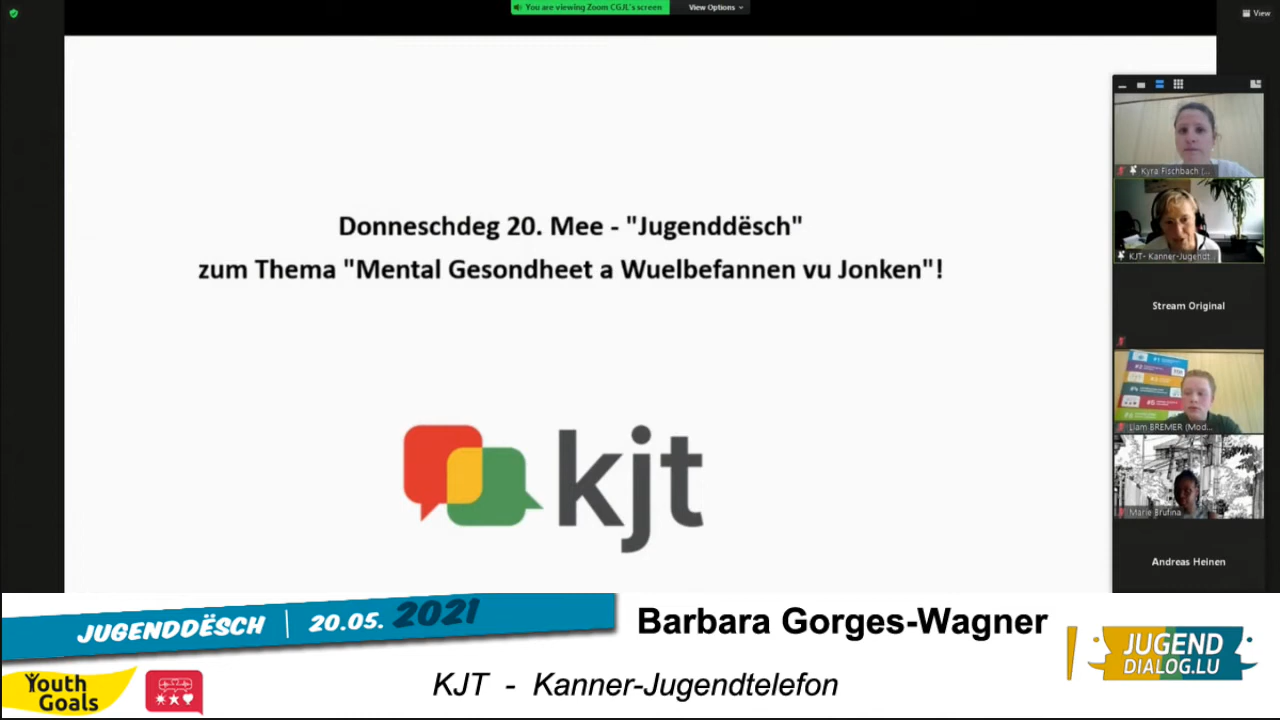 You are viewing Zoom CGJL's screen
View Options
View
Donneschdeg 20. Mee - "Jugenddësch"
zum Thema "Mental Gesondheet a Wuelbefannen vu Jonken"!
kjt
Kyra Fischbach (...
KJT- Kanner-Jugendt...
Stream Original
Liam BREMER (Mod...
Marie Brufina
Andreas Heinen
JUGENDDËSCH | 20.05. 2021
Barbara Gorges-Wagner
KJT - Kanner-Jugendtelefon
Youth
Goals
JUGEND
DIALOG.LU